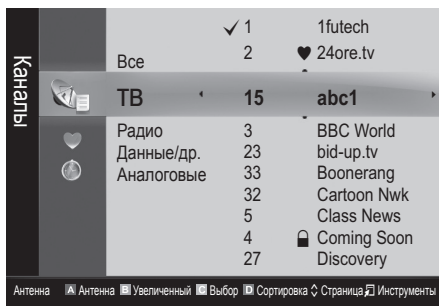 Каналы
✓ 1 1futech
Все 2 ♥ 24ore.tv
ТВ 15 abc1
Радио 3 BBC World
Данные/др. 23 bid-up.tv
Аналоговые 33 Boonerang
32 Cartoon Nwk
5 Class News
4 Coming Soon
27 Discovery
Антенна A Антенна B Увеличенный C Выбор D Сортировка Страница Инструменты